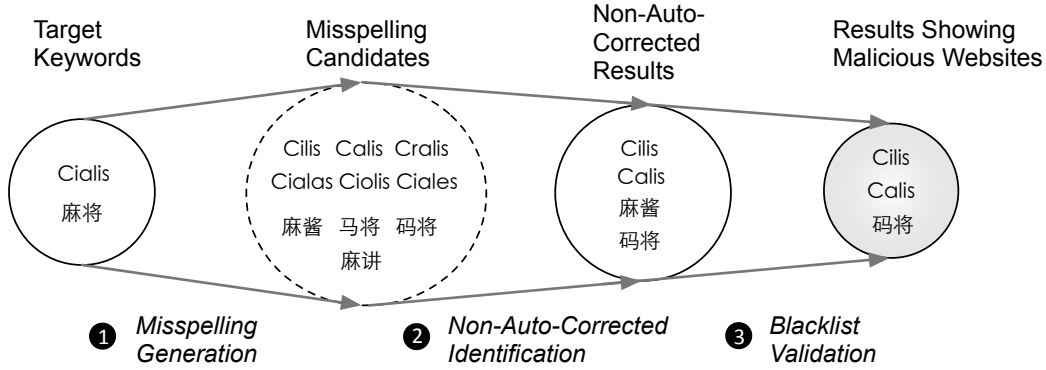 Target
Keywords
Misspelling
Candidates
Non-Auto-
Corrected
Results
Results Showing
Malicious Websites
Cialis
麻将
Cilis Calis Cralis
Cialas Ciolis Ciales
麻酱 马将 码将
麻讲
Cilis
Calis
麻酱
码将
Cilis
Calis
码将
1 Misspelling
Generation
2 Non-Auto-Corrected
Identification
3 Blacklist
Validation